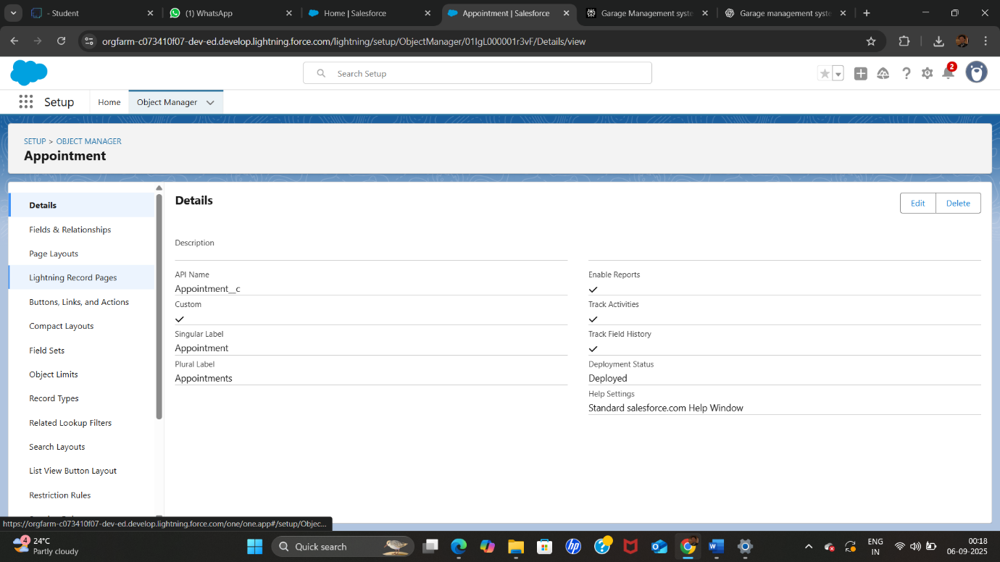 - Student
(1) WhatsApp
Home | Salesforce
Appointment | Salesforce
Garage Management syste
Garage management syste
orgfarm-c073410f07-dev-ed.develop.lightning.force.com/lightning/setup/ObjectManager/01IgL000001r3vF/Details/view
Search Setup
2
Setup
Home
Object Manager
SETUP > OBJECT MANAGER
Appointment
Details
Fields & Relationships
Page Layouts
Lightning Record Pages
Buttons, Links, and Actions
Compact Layouts
Field Sets
Object Limits
Record Types
Related Lookup Filters
Search Layouts
List View Button Layout
Restriction Rules
Details
Edit
Delete
Description
API Name
Appointment__c
Custom
Singular Label
Appointment
Plural Label
Appointments
Enable Reports
Track Activities
Track Field History
Deployment Status
Deployed
Help Settings
Standard salesforce.com Help Window
https://orgfarm-c073410f07-dev-ed.develop.lightning.force.com/one/one.app#/setup/Objec...
4
24°C
Partly cloudy
Quick search
ENG
IN
00:18
06-09-2025